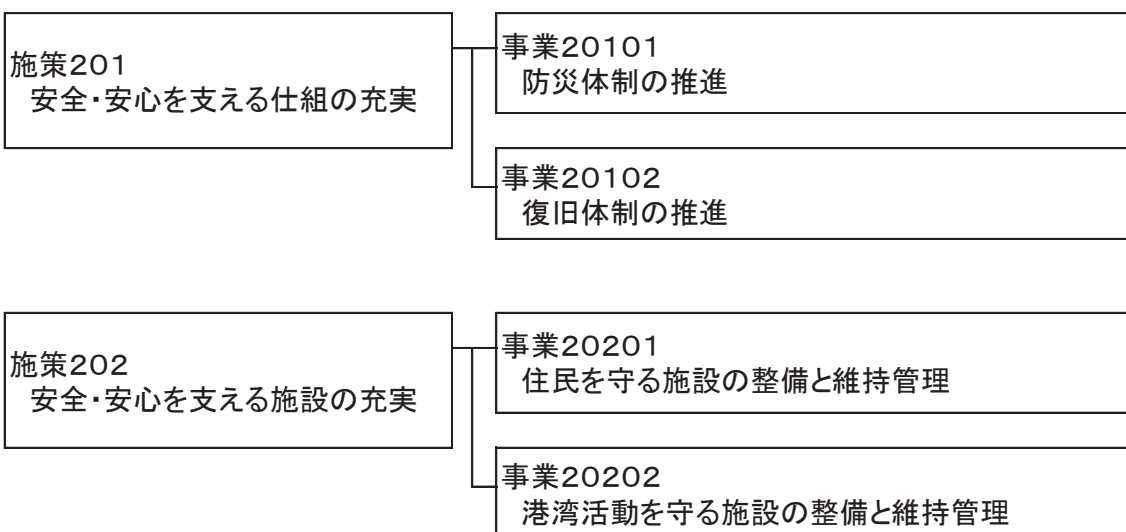 施策201
安全・安心を支える仕組の充実
事業20101
防災体制の推進
事業20102
復旧体制の推進
施策202
安全・安心を支える施設の充実
事業20201
住民を守る施設の整備と維持管理
事業20202
港湾活動を守る施設の整備と維持管理